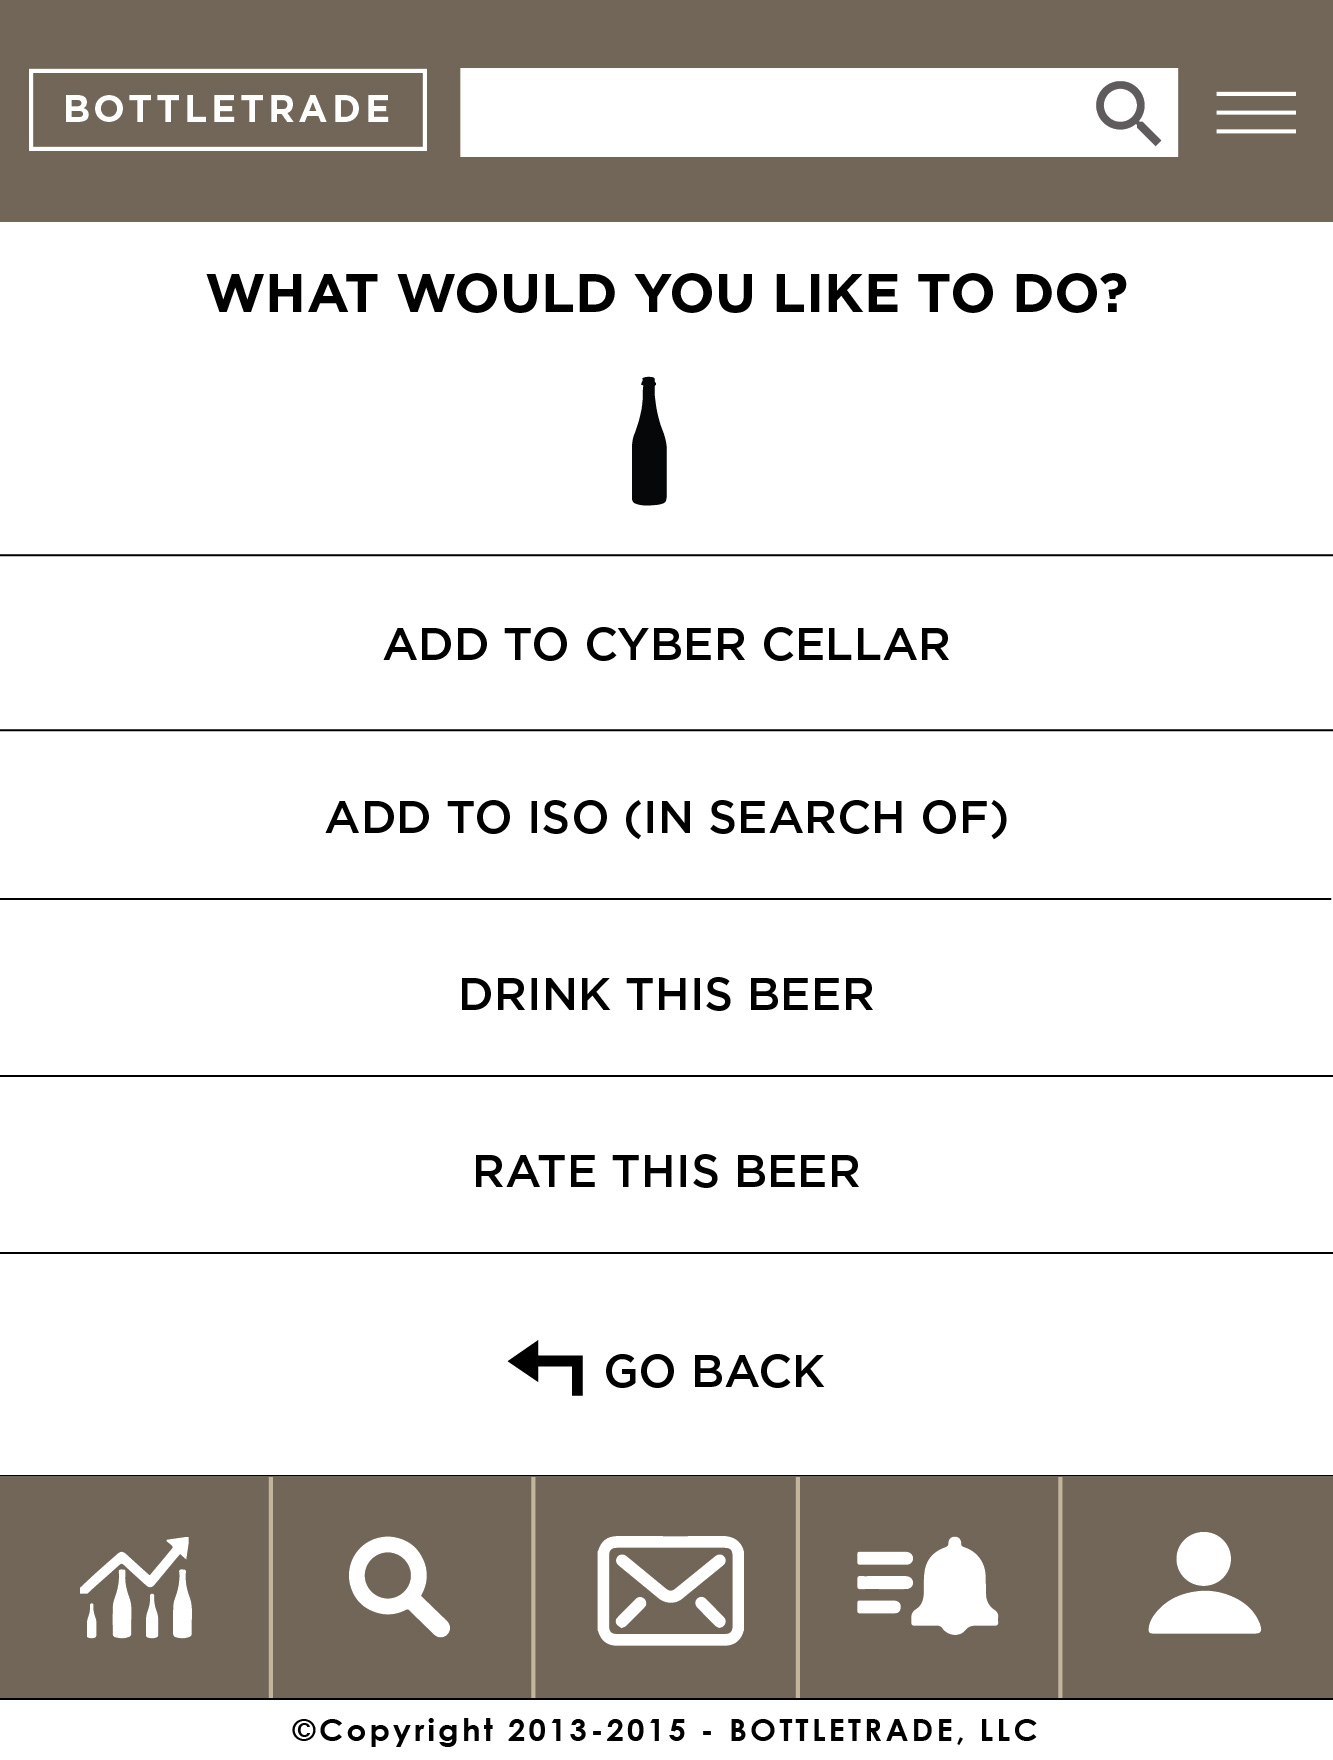 BOTTLETRADE
WHAT WOULD YOU LIKE TO DO?
ADD TO CYBER CELLAR
ADD TO ISO (IN SEARCH OF)
DRINK THIS BEER
RATE THIS BEER
GO BACK
©Copyright 2013-2015 - BOTTLETRADE, LLC